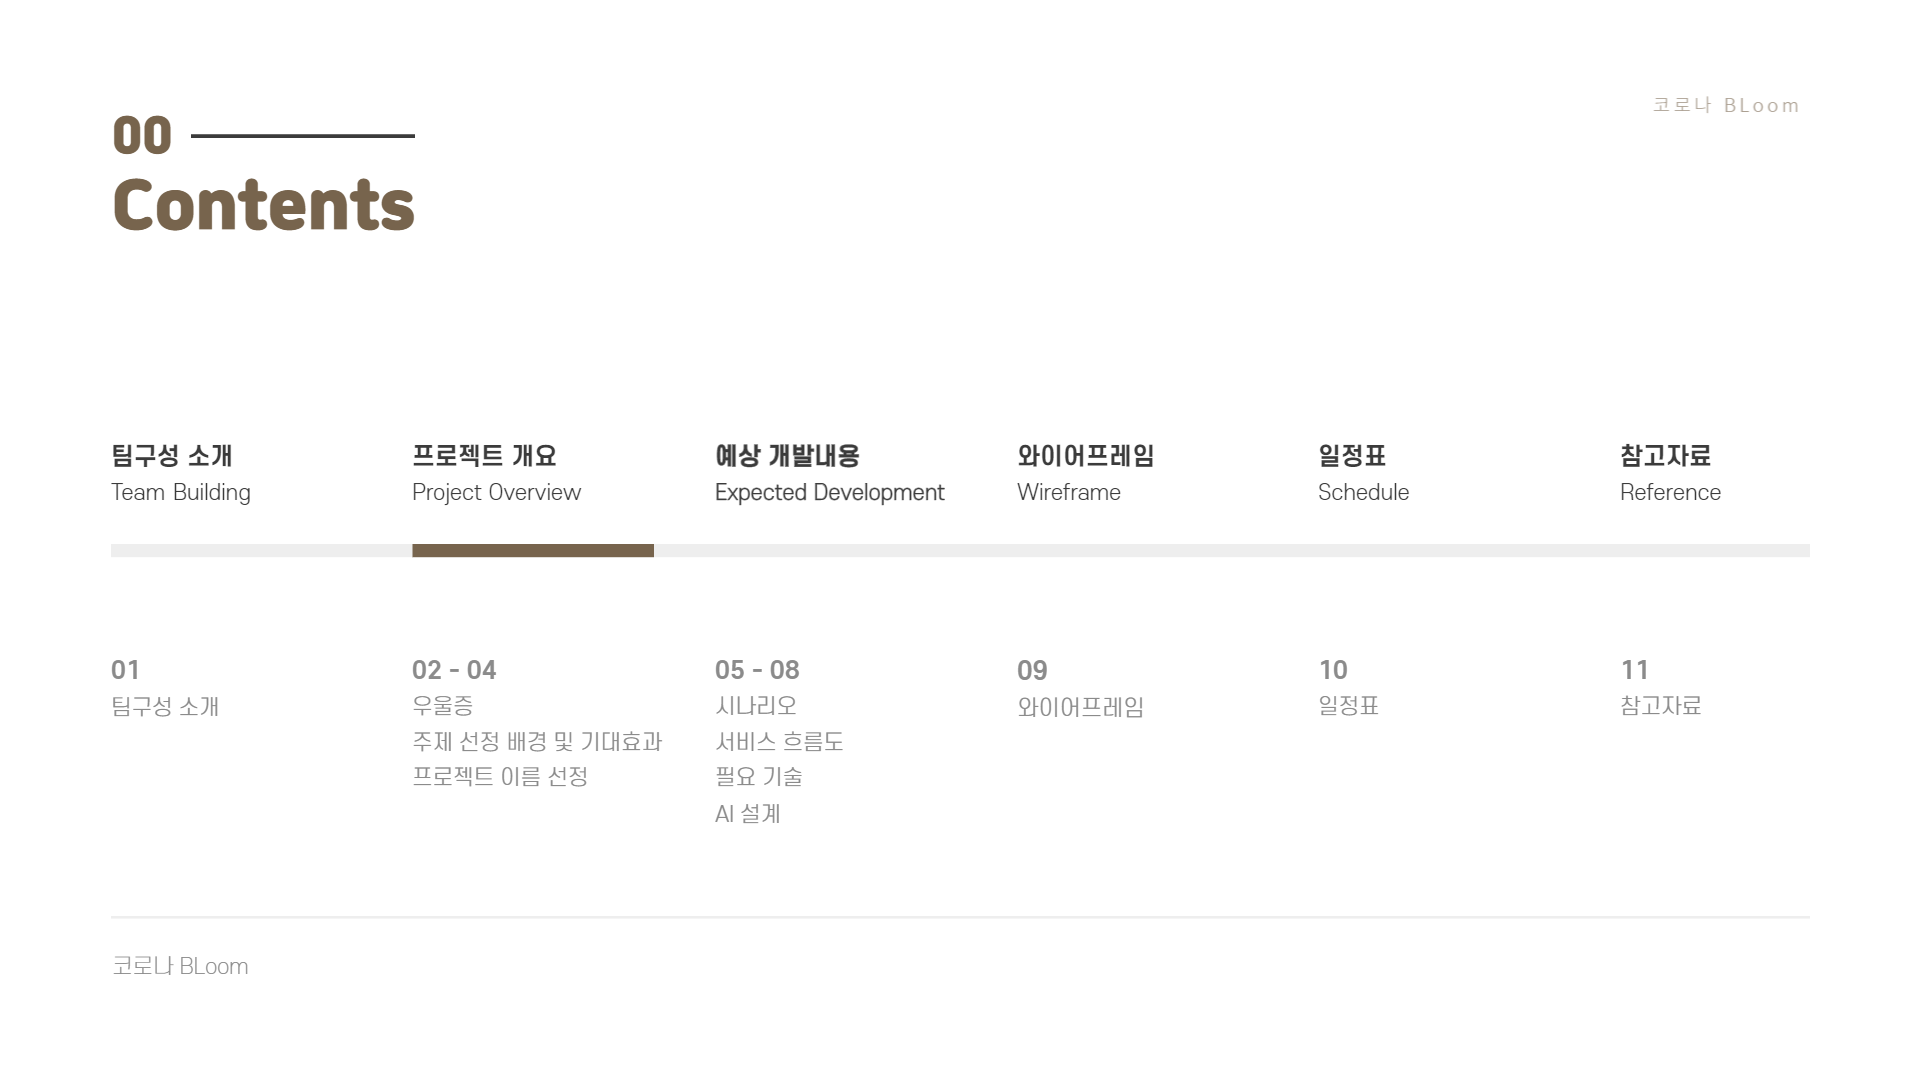 코로나 BLoom
00
Contents
팀구성 소개
Team Building
프로젝트 개요
Project Overview
예상 개발내용
Expected Development
와이어프레임
Wireframe
일정표
Schedule
참고자료
Reference
01
팀구성 소개
02 - 04
우울증
주제 선정 배경 및 기대효과
프로젝트 이름 선정
05 - 08
시나리오
서비스 흐름도
필요 기술
AI 설계
09
와이어프레임
10
일정표
11
참고자료
코로나 BLoom